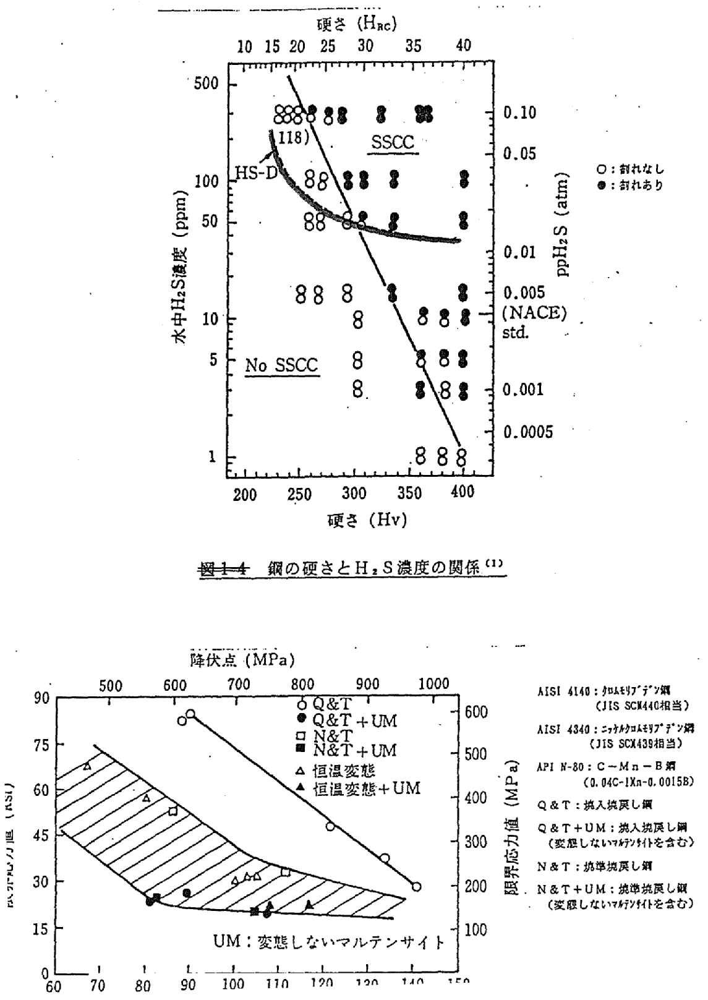 硬さ (HRC)
10 15 20 25 30 35 40
500
0.10
118)
SSCC
0.05
HS-D
○：割れなし
100
●：割れあり
水中H₂S濃度 (ppm)
ppH₂S (atm)
50
0.01
0.005
10
(NACE)
std.
5
No SSCC
0.001
0.0005
1
200 250 300 350 400
硬さ (Hv)
図1-4 鋼の硬さとH₂S濃度の関係⁽¹⁾
降伏点 (MPa)
500 600 700 800 900 1000
90
○ Q&T
600
● Q&T+UM
□ N&T
75
■ N&T+UM
500
△ 恒温変態
▲ 恒温変態+UM
60
400
限界応力値 (MPa)
45
300
30
200
15
100
UM：変態しないマルテンサイト
0
60 70 80 90 100 110 120 130 140 150
AISI 4140：クロムモリブデン鋼
(JIS SCM440相当)
AISI 4340：ニッケルクロムモリブデン鋼
(JIS SCM439相当)
API N-80：C-Mn-B鋼
(0.04C-1Mn-0.0015B)
Q&T：焼入焼戻し鋼
Q&T+UM：焼入焼戻し鋼
(変態しないマルテンサイトを含む)
N&T：焼準焼戻し鋼
N&T+UM：焼準焼戻し鋼
(変態しないマルテンサイトを含む)